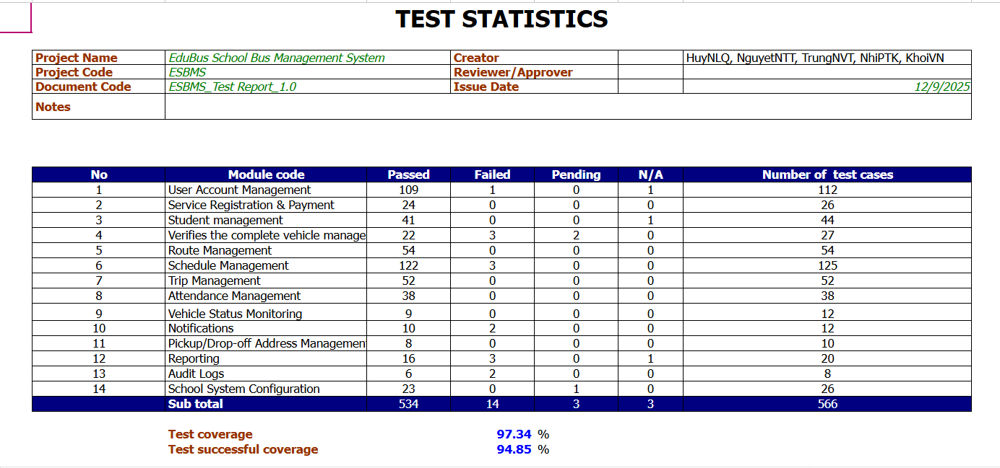 TEST STATISTICS
Project Name EduBus School Bus Management System Creator HuyNLQ, NguyetNTT, TrungNVT, NhiPTK, KhoiVN
Project Code ESBMS Reviewer/Approver
Document Code ESBMS_Test Report_1.0 Issue Date 12/9/2025
Notes
No Module code Passed Failed Pending N/A Number of test cases
1 User Account Management 109 1 0 1 112
2 Service Registration & Payment 24 0 0 0 26
3 Student management 41 0 0 1 44
4 Verifies the complete vehicle manage 22 3 2 0 27
5 Route Management 54 0 0 0 54
6 Schedule Management 122 3 0 0 125
7 Trip Management 52 0 0 0 52
8 Attendance Management 38 0 0 0 38
9 Vehicle Status Monitoring 9 0 0 0 12
10 Notifications 10 2 0 0 12
11 Pickup/Drop-off Address Managemen 8 0 0 0 10
12 Reporting 16 3 0 1 20
13 Audit Logs 6 2 0 0 8
14 School System Configuration 23 0 1 0 26
Sub total 534 14 3 3 566
Test coverage 97.34 %
Test successful coverage 94.85 %